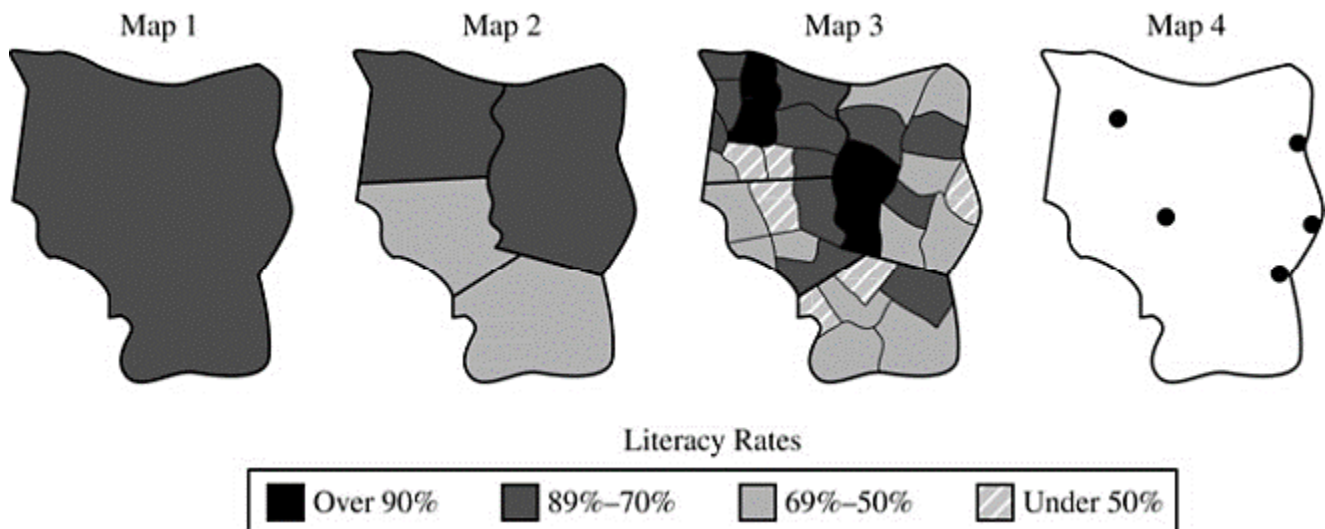 Map 1
Map 2
Map 3
Map 4
Literacy Rates
Over 90%
89%–70%
69%–50%
Under 50%